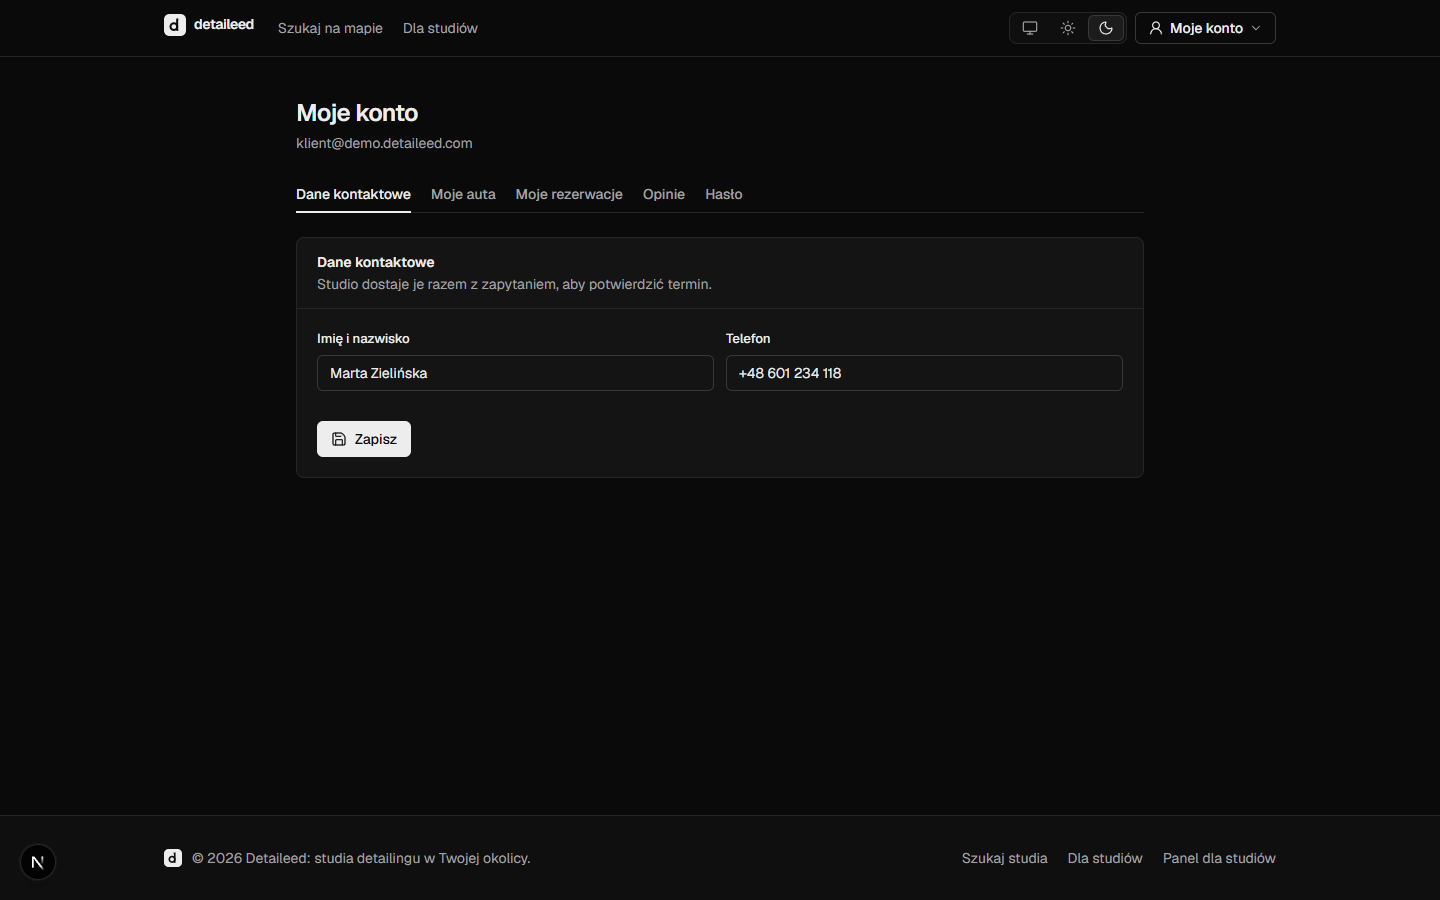 d detaileed Szukaj na mapie Dla studiów Moje konto
Moje konto
klient@demo.detaileed.com
Dane kontaktowe Moje auta Moje rezerwacje Opinie Hasło
Dane kontaktowe
Studio dostaje je razem z zapytaniem, aby potwierdzić termin.
Imię i nazwisko Telefon
Marta Zielińska +48 601 234 118
Zapisz
N
d © 2026 Detaileed: studia detailingu w Twojej okolicy. Szukaj studia Dla studiów Panel dla studiów